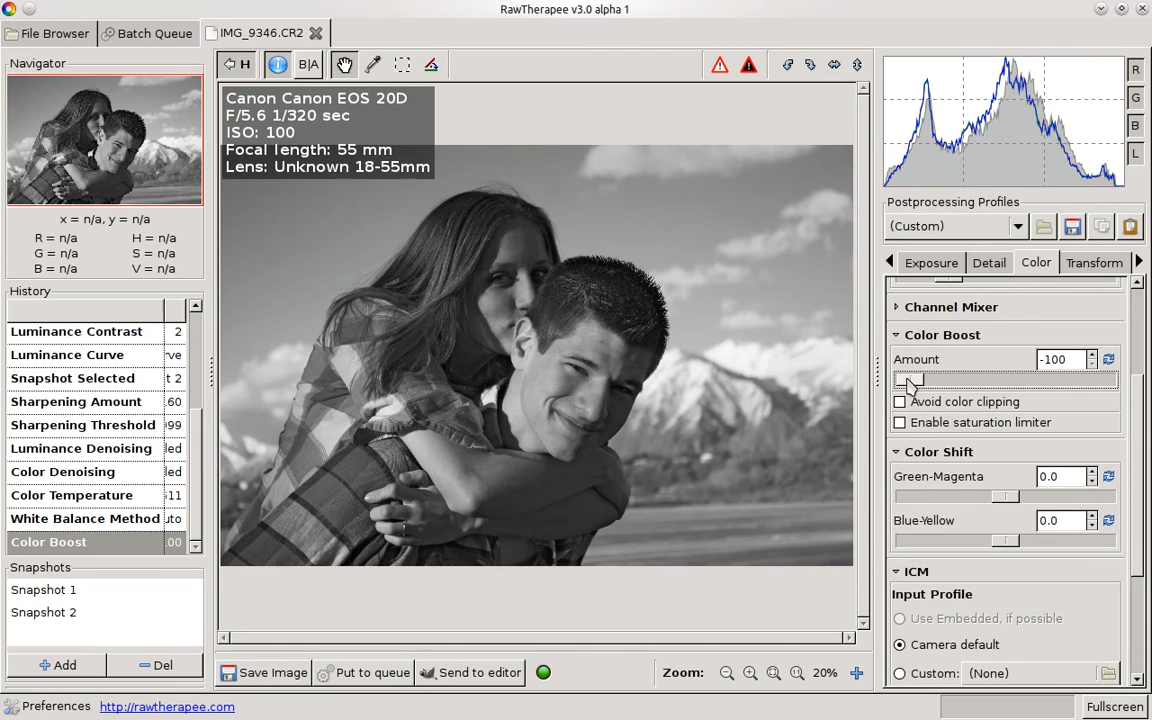 RawTherapee v3.0 alpha 1
File Browser
Batch Queue
IMG_9346.CR2
Navigator
x = n/a, y = n/a
R = n/a H = n/a
G = n/a S = n/a
B = n/a V = n/a
History
Luminance Contrast 2
Luminance Curve rve
Snapshot Selected t 2
Sharpening Amount .60
Sharpening Threshold 99
Luminance Denoising led
Color Denoising led
Color Temperature 11
White Balance Method uto
Color Boost 00
Snapshots
Snapshot 1
Snapshot 2
Add
Del
H
B|A
Canon Canon EOS 20D
F/5.6 1/320 sec
ISO: 100
Focal length: 55 mm
Lens: Unknown 18-55mm
Save Image
Put to queue
Send to editor
Zoom:
20%
R
G
B
L
Postprocessing Profiles
(Custom)
Exposure
Detail
Color
Transform
Channel Mixer
Color Boost
Amount -100
Avoid color clipping
Enable saturation limiter
Color Shift
Green-Magenta 0.0
Blue-Yellow 0.0
ICM
Input Profile
Use Embedded, if possible
Camera default
Custom: (None)
Preferences
http://rawtherapee.com
Fullscreen